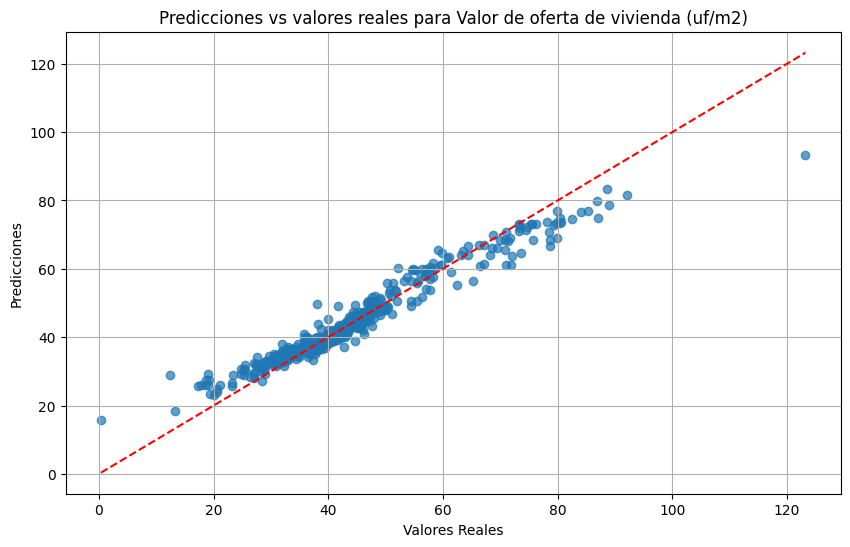 Predicciones vs valores reales para Valor de oferta de vivienda (uf/m2)
Predicciones
120
100
80
60
40
20
0
0 20 40 60 80 100 120
Valores Reales